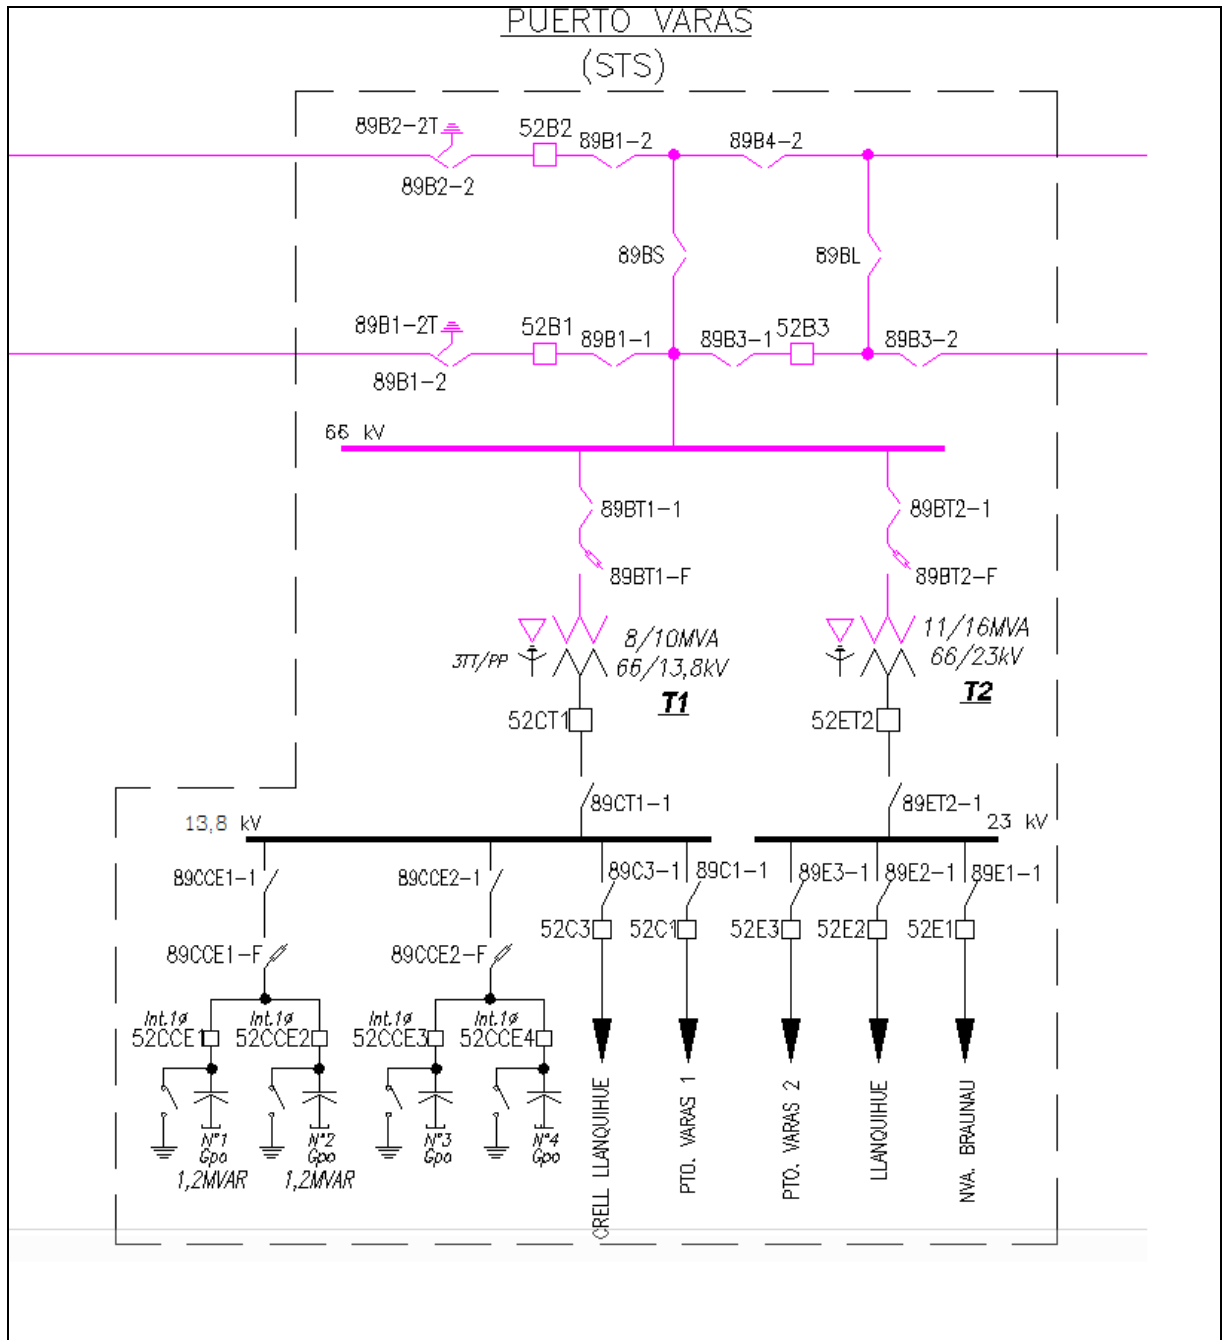 PUERTO VARAS
(STS)
89B2-2T
52B2
89B1-2
89B4-2
89B2-2
89BS
89BL
89B1-2T
52B1
89B1-1
89B3-1
52B3
89B3-2
89B1-2
66 kV
89BT1-1
89BT2-1
89BT1-F
89BT2-F
8/10MVA
66/13,8kV
T1
3TT/PP
11/16MVA
66/23kV
T2
52CT1
52ET2
89CT1-1
89ET2-1
13,8 kV
23 kV
89CCE1-1
89CCE2-1
89C3-1
89C1-1
89E3-1
89E2-1
89E1-1
52C3
52C1
52E3
52E2
52E1
89CCE1-F
89CCE2-F
Int.1ø
52CCE1
Int.1ø
52CCE2
Int.1ø
52CCE3
Int.1ø
52CCE4
N°1
Gpo
1,2MVAR
N°2
Gpo
1,2MVAR
N°3
Gpo
N°4
Gpo
CRELL LLANQUIHUE
PTO. VARAS 1
PTO. VARAS 2
LLANQUIHUE
NVA. BRAUNAU